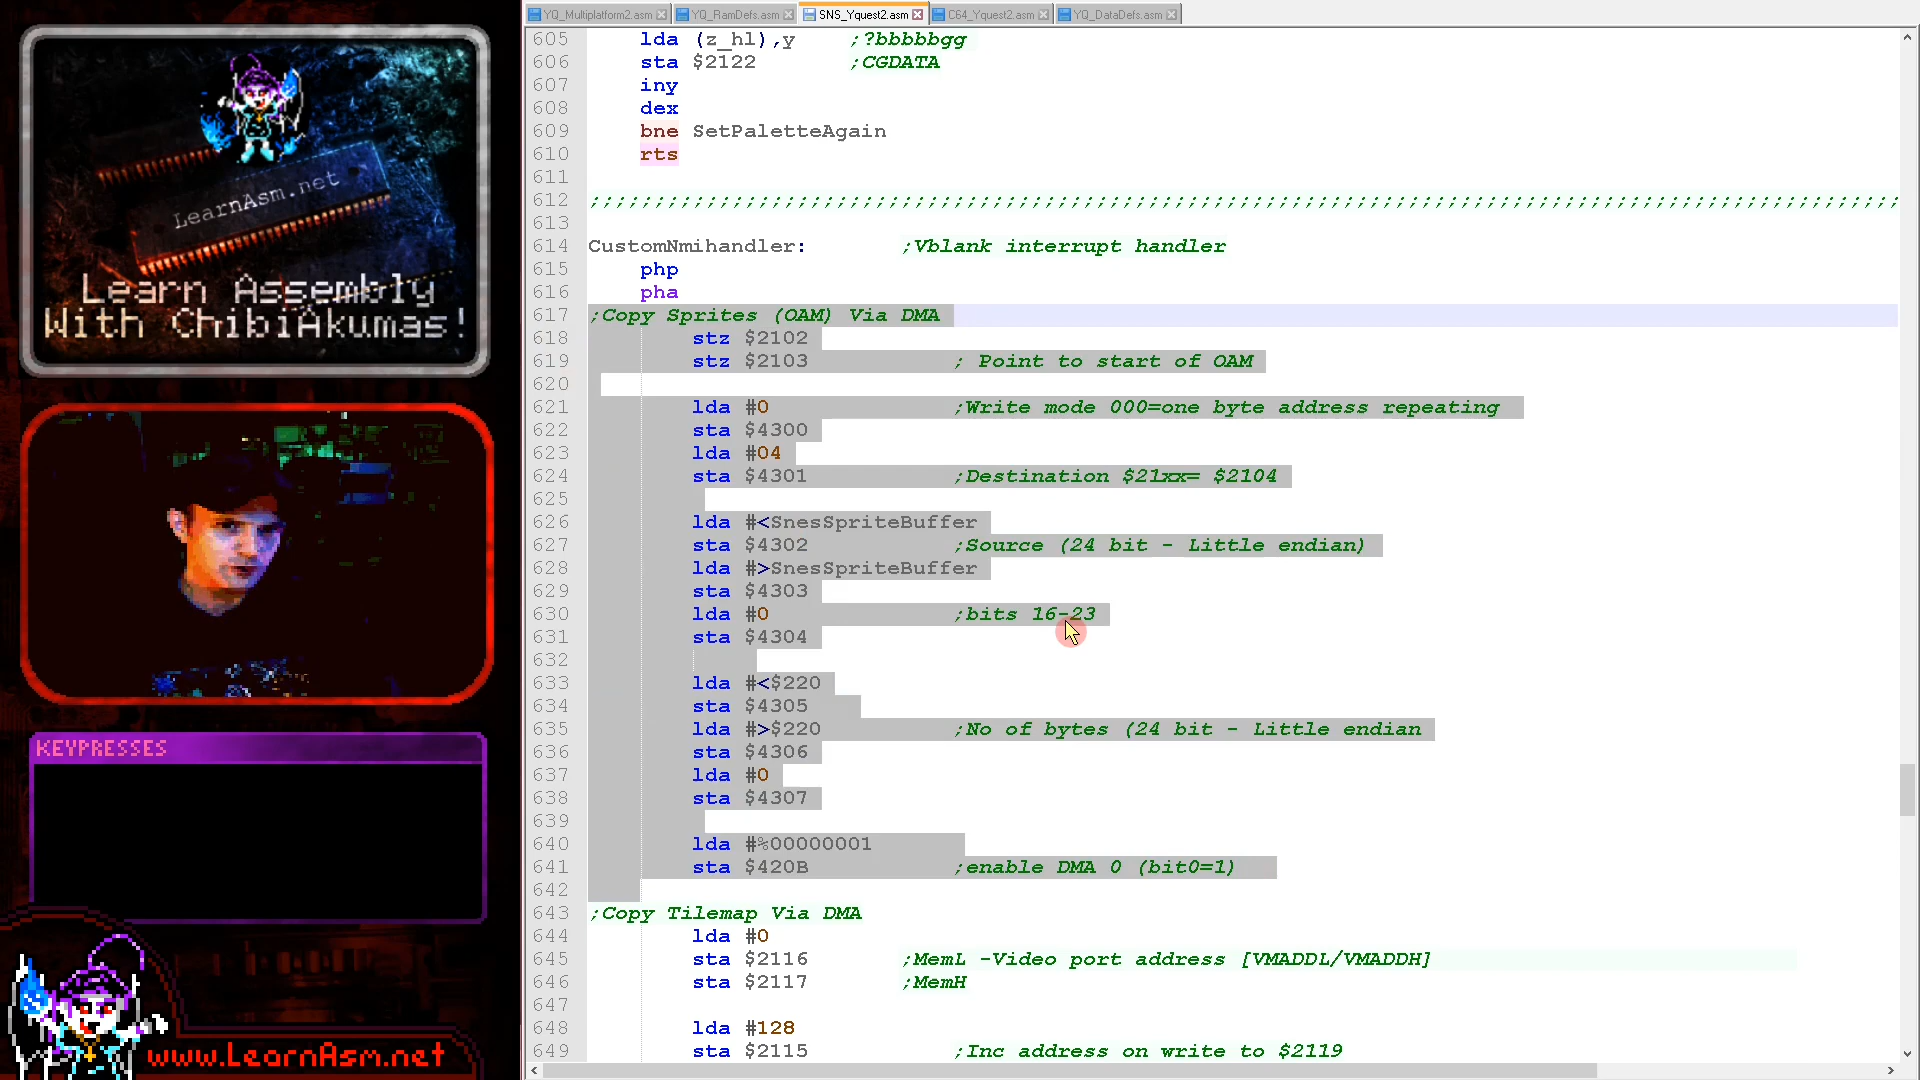 YQ_Multiplatform2.asm YQ_RamDefs.asm SNS_Yquest2.asm C64_Yquest2.asm YQ_DataDefs.asm
LearnAsm.net
Learn Assembly
With ChibiAkumas!
KEYPRESSES
www.LearnAsm.net
605 lda (z_hl),y ;?bbbbbgg
606 sta $2122 ;CGDATA
607 iny
608 dex
609 bne SetPaletteAgain
610 rts
611
612 ;;;;;;;;;;;;;;;;;;;;;;;;;;;;;;;;;;;;;;;;;;;;;;;;;;;;;;;;;;;;;;;;;;;;;;;;;;;;;;;;;;;;;;;;;;;;;;;;;;;;
613
614 CustomNmihandler: ;Vblank interrupt handler
615 php
616 pha
617 ;Copy Sprites (OAM) Via DMA
618 stz $2102
619 stz $2103 ; Point to start of OAM
620
621 lda #0 ;Write mode 000=one byte address repeating
622 sta $4300
623 lda #04
624 sta $4301 ;Destination $21xx= $2104
625
626 lda #<SnesSpriteBuffer
627 sta $4302 ;Source (24 bit - Little endian)
628 lda #>SnesSpriteBuffer
629 sta $4303
630 lda #0 ;bits 16-23
631 sta $4304
632
633 lda #<$220
634 sta $4305
635 lda #>$220 ;No of bytes (24 bit - Little endian
636 sta $4306
637 lda #0
638 sta $4307
639
640 lda #%00000001
641 sta $420B ;enable DMA 0 (bit0=1)
642
643 ;Copy Tilemap Via DMA
644 lda #0
645 sta $2116 ;MemL -Video port address [VMADDL/VMADDH]
646 sta $2117 ;MemH
647
648 lda #128
649 sta $2115 ;Inc address on write to $2119